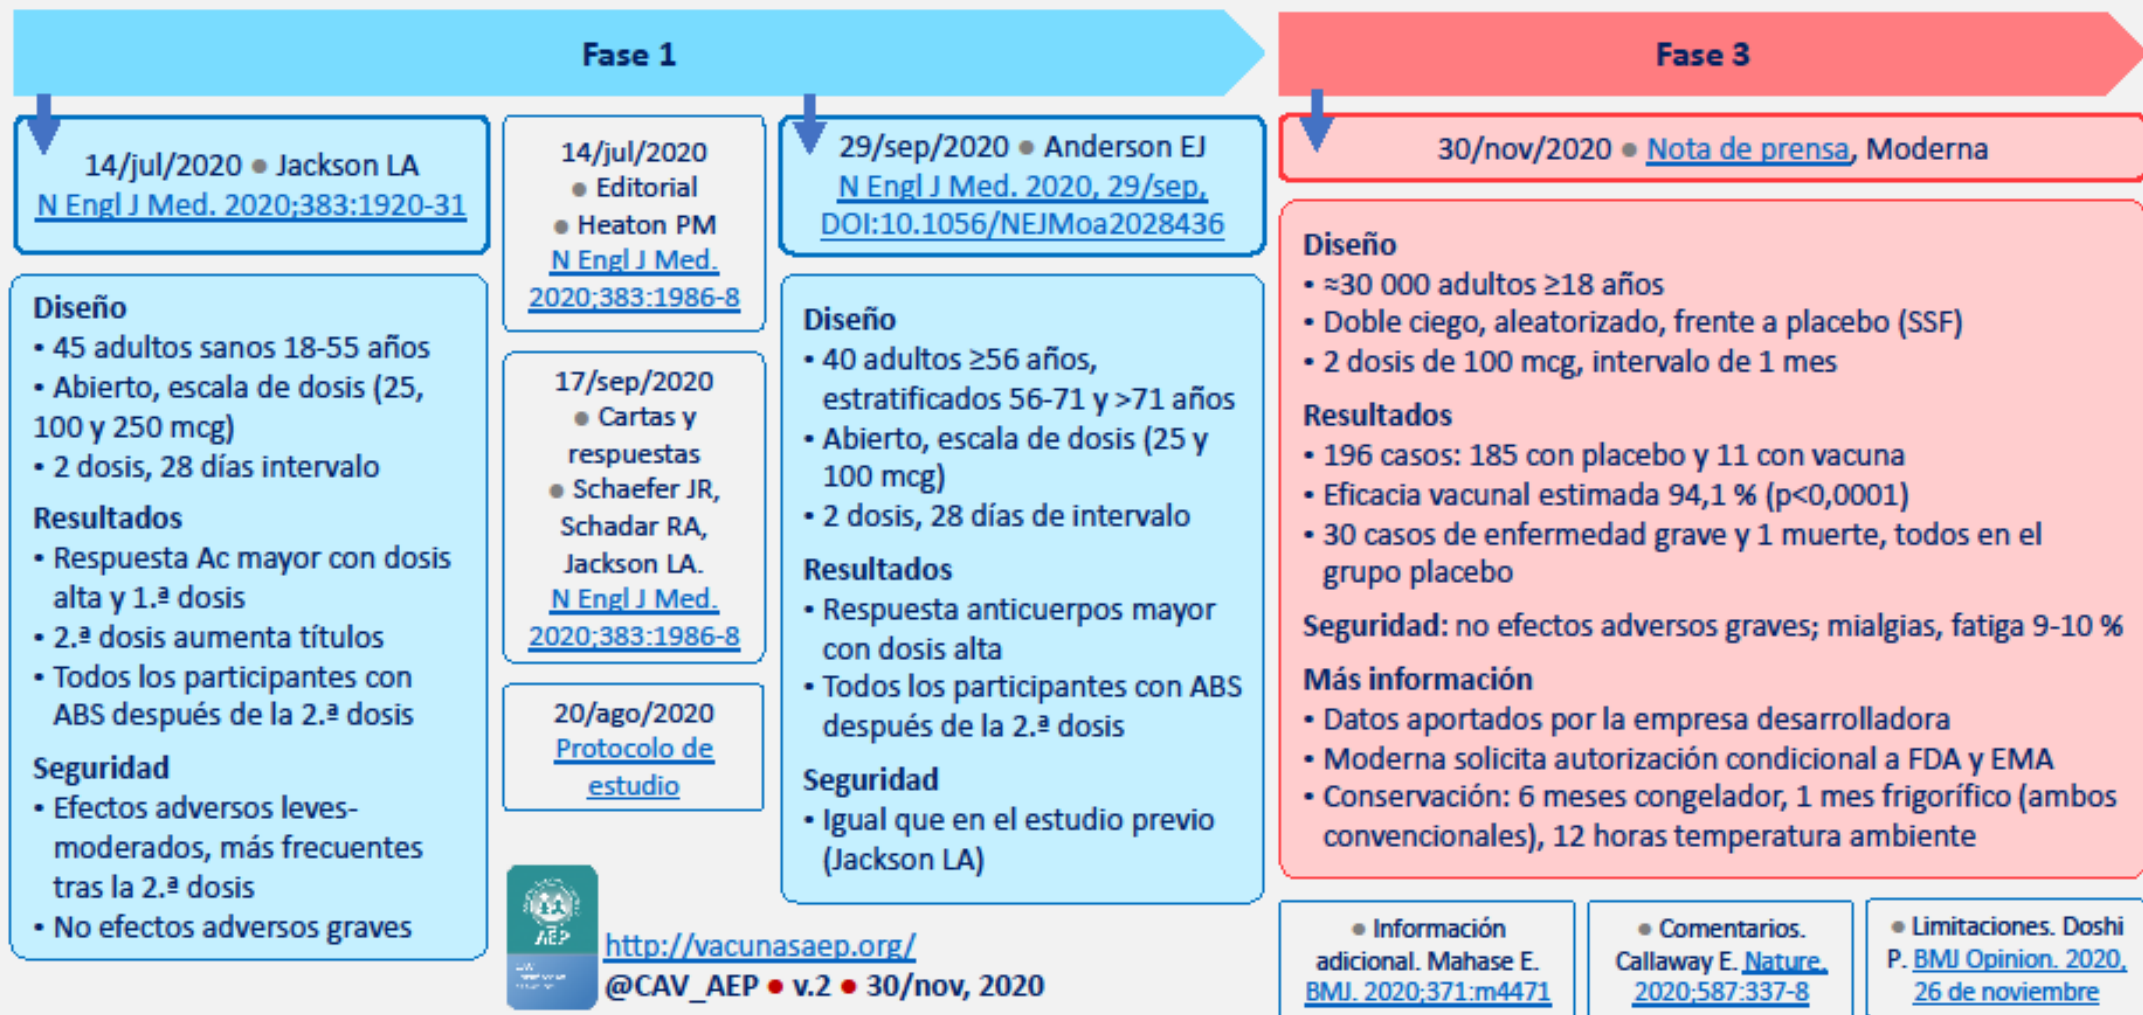 Fase 1
14/jul/2020 ● Jackson LA
N Engl J Med. 2020;383:1920-31
Diseño
• 45 adultos sanos 18-55 años
• Abierto, escala de dosis (25,
100 y 250 mcg)
• 2 dosis, 28 días intervalo
Resultados
• Respuesta Ac mayor con dosis
alta y 1.ª dosis
• 2.ª dosis aumenta títulos
• Todos los participantes con
ABS después de la 2.ª dosis
Seguridad
• Efectos adversos leves-
moderados, más frecuentes
tras la 2.ª dosis
• No efectos adversos graves
14/jul/2020
● Editorial
● Heaton PM
N Engl J Med.
2020;383:1986-8
17/sep/2020
● Cartas y
respuestas
● Schaefer JR,
Schadar RA,
Jackson LA.
N Engl J Med.
2020;383:1986-8
20/ago/2020
Protocolo de
estudio
29/sep/2020 ● Anderson EJ
N Engl J Med. 2020, 29/sep,
DOI:10.1056/NEJMoa2028436
Diseño
• 40 adultos ≥56 años,
estratificados 56-71 y >71 años
• Abierto, escala de dosis (25 y
100 mcg)
• 2 dosis, 28 días de intervalo
Resultados
• Respuesta anticuerpos mayor
con dosis alta
• Todos los participantes con ABS
después de la 2.ª dosis
Seguridad
• Igual que en el estudio previo
(Jackson LA)
AEP
http://vacunasaep.org/
@CAV_AEP ● v.2 ● 30/nov, 2020
Fase 3
30/nov/2020 ● Nota de prensa, Moderna
Diseño
• ≈30 000 adultos ≥18 años
• Doble ciego, aleatorizado, frente a placebo (SSF)
• 2 dosis de 100 mcg, intervalo de 1 mes
Resultados
• 196 casos: 185 con placebo y 11 con vacuna
• Eficacia vacunal estimada 94,1 % (p<0,0001)
• 30 casos de enfermedad grave y 1 muerte, todos en el
grupo placebo
Seguridad: no efectos adversos graves; mialgias, fatiga 9-10 %
Más información
• Datos aportados por la empresa desarrolladora
• Moderna solicita autorización condicional a FDA y EMA
• Conservación: 6 meses congelador, 1 mes frigorífico (ambos
convencionales), 12 horas temperatura ambiente
● Información
adicional. Mahase E.
BMJ. 2020;371:m4471
● Comentarios.
Callaway E. Nature.
2020;587:337-8
● Limitaciones. Doshi
P. BMJ Opinion. 2020,
26 de noviembre